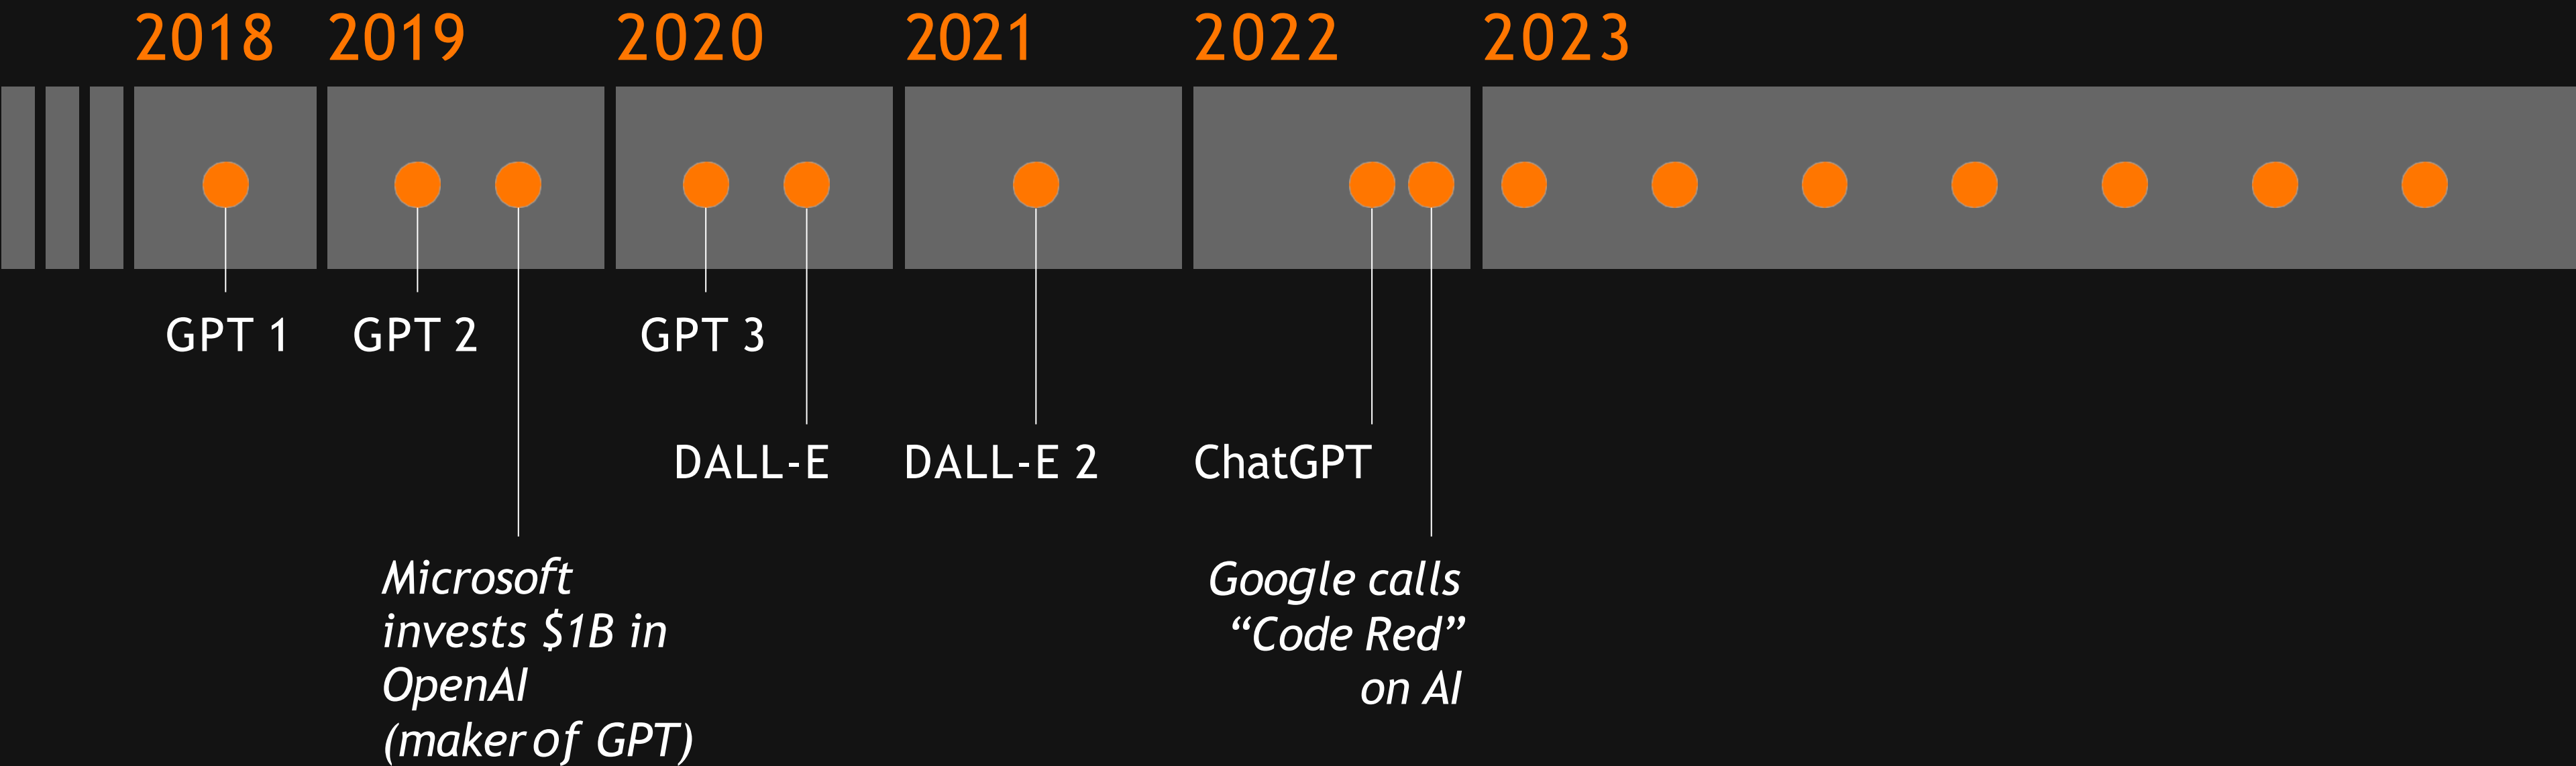 2018 2019 2020 2021 2022 2023
GPT 1 GPT 2 GPT 3
DALL-E DALL-E 2 ChatGPT
Microsoft
invests $1B in
OpenAI
(maker of GPT)
Google calls
“Code Red”
on AI